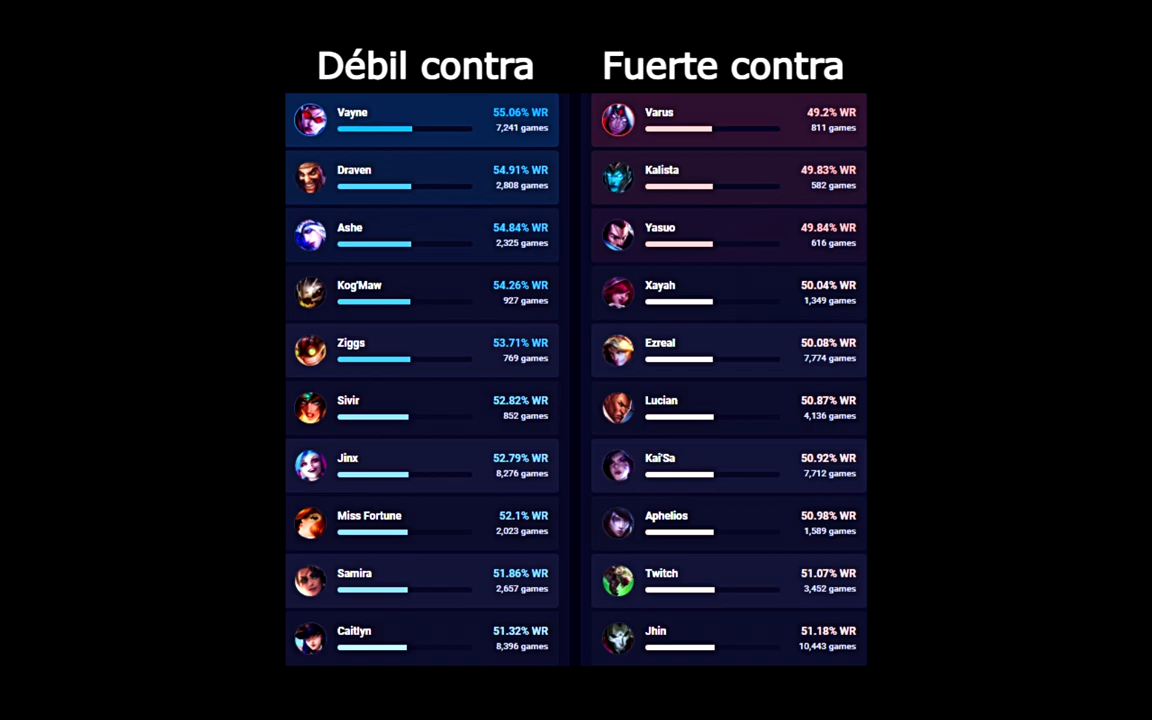 Débil contra
Vayne 55.06% WR
7,241 games
Draven 54.91% WR
2,808 games
Ashe 54.84% WR
2,325 games
Kog'Maw 54.26% WR
927 games
Ziggs 53.71% WR
769 games
Sivir 52.82% WR
852 games
Jinx 52.79% WR
8,276 games
Miss Fortune 52.1% WR
2,023 games
Samira 51.86% WR
2,657 games
Caitlyn 51.32% WR
8,396 games
Fuerte contra
Varus 49.2% WR
811 games
Kalista 49.83% WR
582 games
Yasuo 49.84% WR
616 games
Xayah 50.04% WR
1,349 games
Ezreal 50.08% WR
7,774 games
Lucian 50.87% WR
4,136 games
Kai'Sa 50.92% WR
7,712 games
Aphelios 50.98% WR
1,589 games
Twitch 51.07% WR
3,452 games
Jhin 51.18% WR
10,443 games